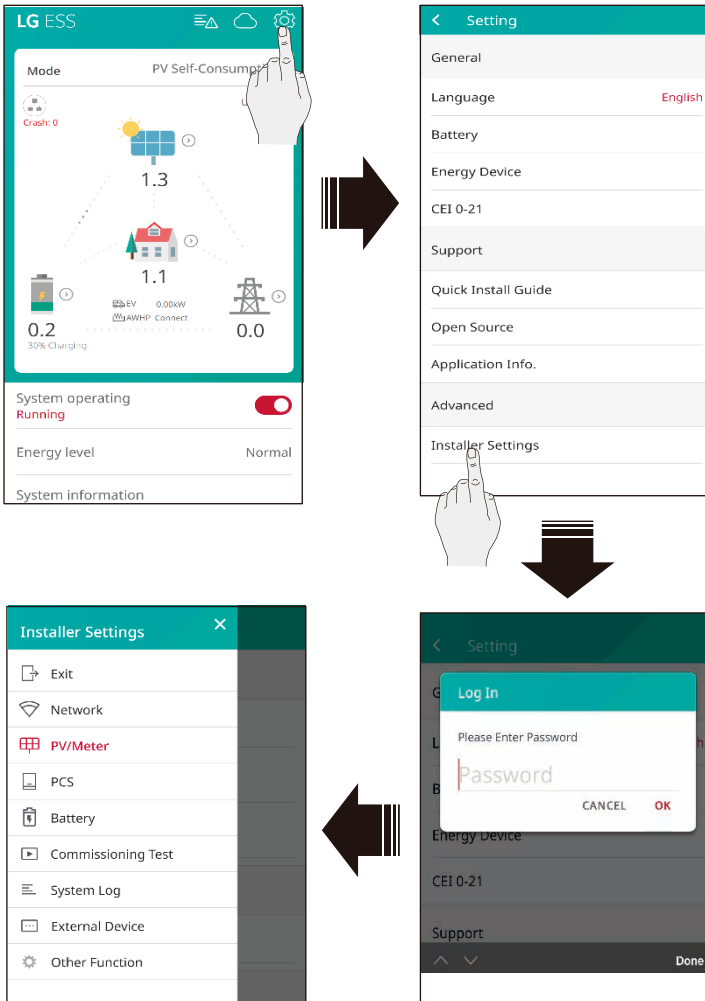 LG ESS
Mode
PV Self-Consumpt
Crash: 0
1.3
1.1
EV 0.00kW
AWHP Connect
0.2
30% Charging
0.0
System operating
Running
Energy level
Normal
System information
Setting
General
Language
English
Battery
Energy Device
CEI 0-21
Support
Quick Install Guide
Open Source
Application Info.
Advanced
Installer Settings
Setting
Log In
Please Enter Password
Password
CANCEL OK
Energy Device
CEI 0-21
Support
Done
Installer Settings
Exit
Network
PV/Meter
PCS
Battery
Commissioning Test
System Log
External Device
Other Function